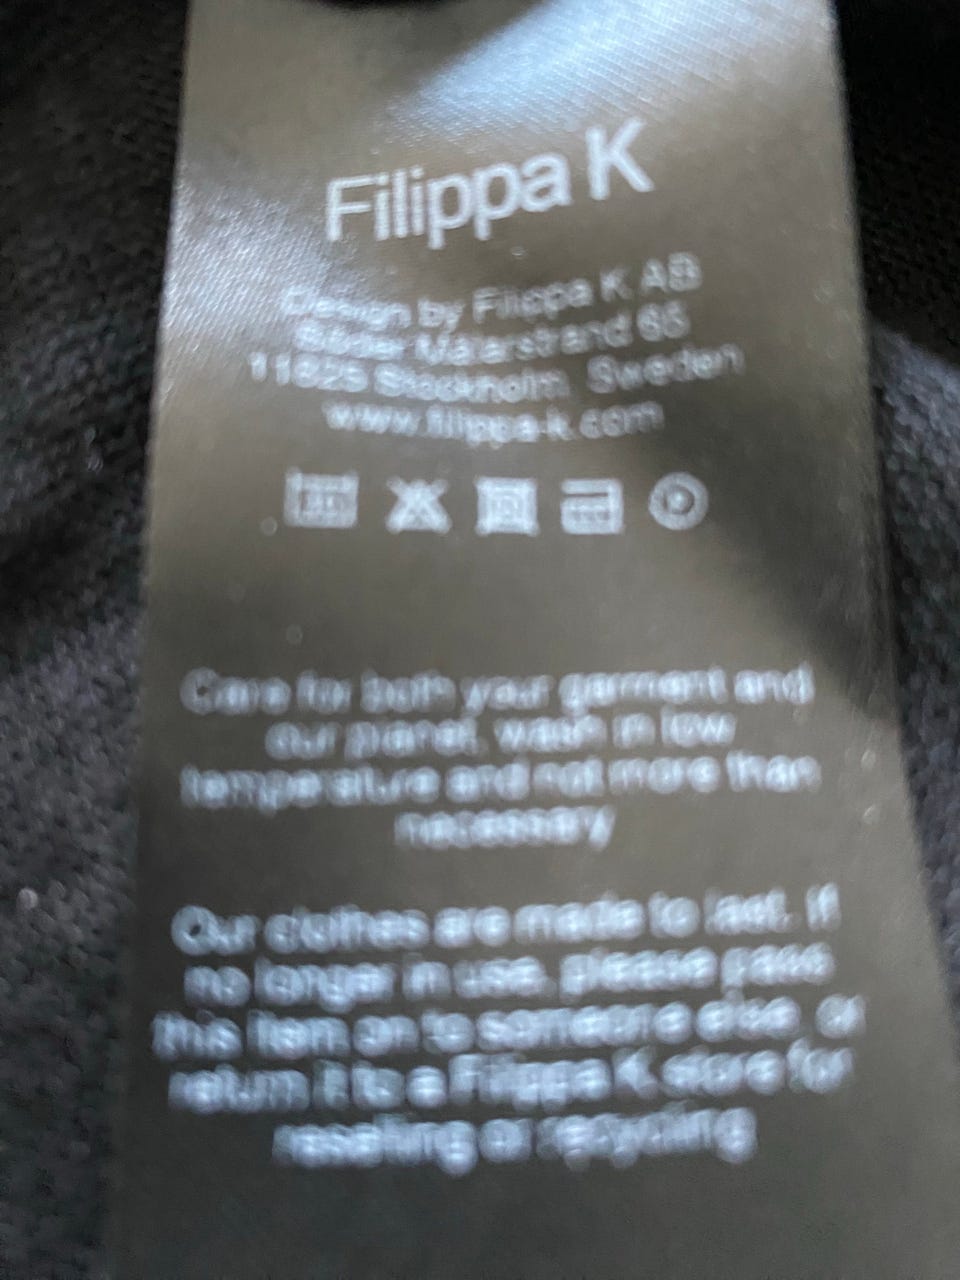 Filippa K
Design by Filippa K AB
Söder Mälarstrand 65
11825 Stockholm, Sweden
www.filippa-k.com
Care for both your garment and
our planet, wash in low
temperature and not more than
necessary
Our clothes are made to last. If
no longer in use, please pass
this item on to someone else, or
return it to a Filippa K store for
reselling or recycling